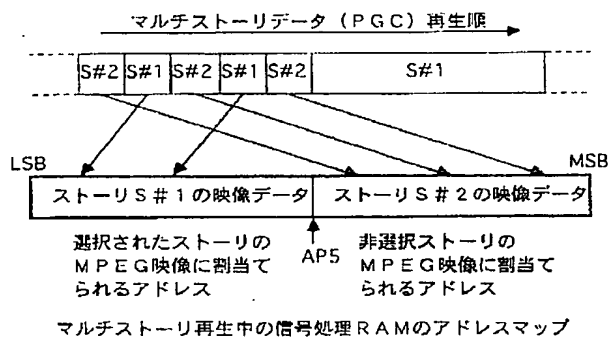 マルチストーリデータ（PGC）再生順
S#2 S#1 S#2 S#1 S#2 S#1
LSB MSB
ストーリS#1の映像データ ストーリS#2の映像データ
選択されたストーリの
MPEG映像に割当て
られるアドレス
AP5
非選択ストーリの
MPEG映像に割当て
られるアドレス
マルチストーリ再生中の信号処理RAMのアドレスマップ